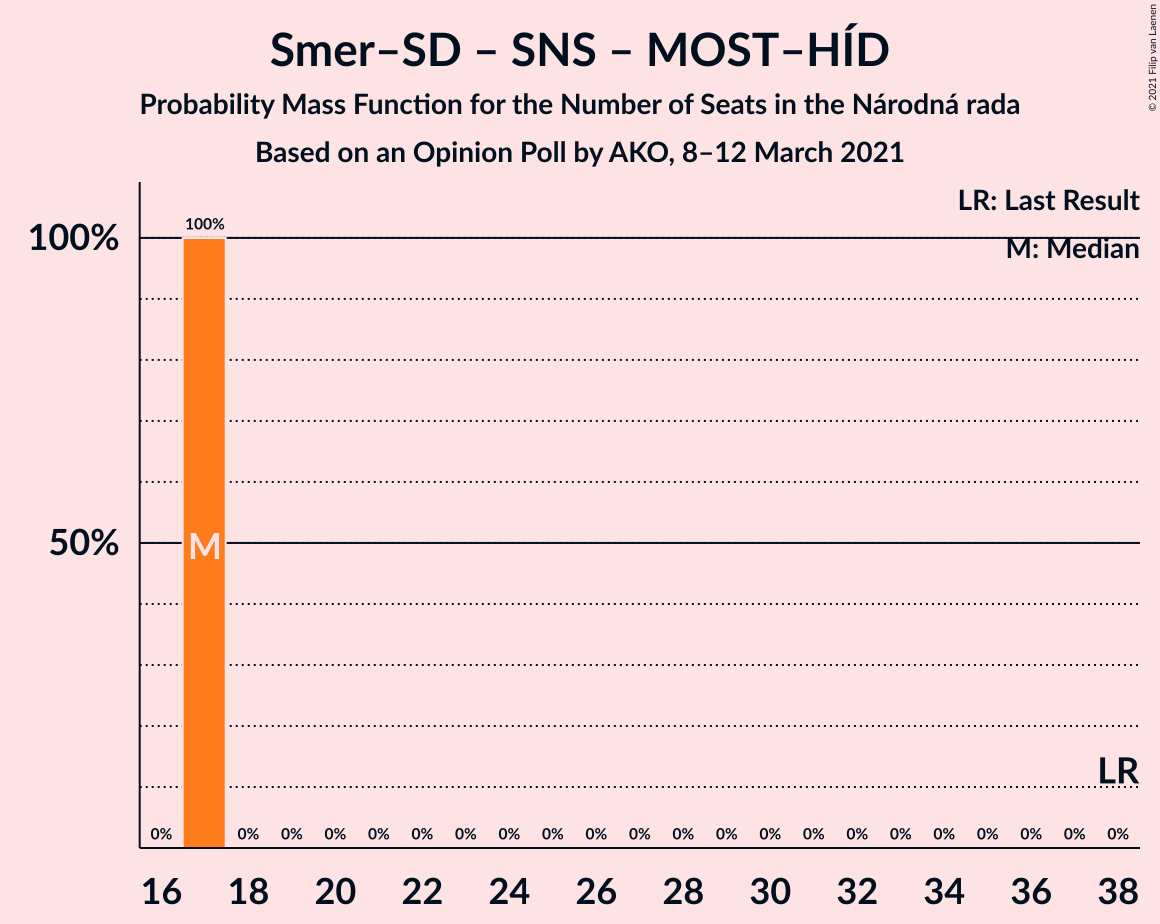 Smer–SD – SNS – MOST–HÍD
Probability Mass Function for the Number of Seats in the Národná rada
Based on an Opinion Poll by AKO, 8–12 March 2021
© 2021 Filip van Laenen
LR: Last Result
M: Median
100%
100%
50%
M
LR
0% 0% 0% 0% 0% 0% 0% 0% 0% 0% 0% 0% 0% 0% 0% 0% 0% 0% 0% 0% 0% 0%
16 18 20 22 24 26 28 30 32 34 36 38